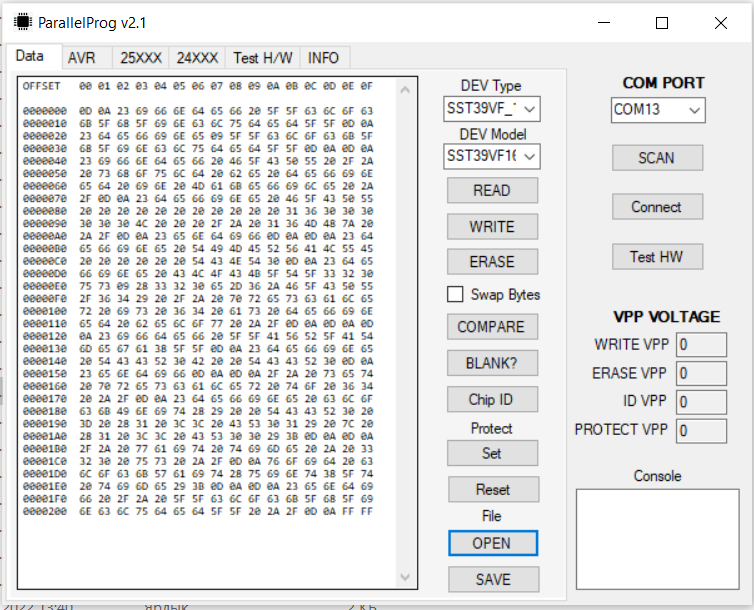 ParallelProg v2.1
Data AVR 25XXX 24XXX Test H/W INFO
OFFSET 00 01 02 03 04 05 06 07 08 09 0A 0B 0C 0D 0E 0F
0000000 0D 0A 23 69 66 6E 64 65 66 20 5F 5F 63 6C 6F 63
0000010 6B 5F 68 5F 69 6E 63 6C 75 64 65 64 5F 5F 0D 0A
0000020 23 64 65 66 69 6E 65 09 5F 5F 63 6C 6F 63 6B 5F
0000030 68 5F 69 6E 63 6C 75 64 65 64 5F 5F 0D 0A 0D 0A
0000040 23 69 66 6E 64 65 66 20 46 5F 43 50 55 20 2F 2A
0000050 20 73 68 6F 75 6C 64 20 62 65 20 64 65 66 69 6E
0000060 65 64 20 69 6E 20 4D 61 6B 65 66 69 6C 65 20 2A
0000070 2F 0D 0A 23 64 65 66 69 6E 65 20 46 5F 43 50 55
0000080 20 20 20 20 20 20 20 20 20 20 20 31 36 30 30 30
0000090 30 30 30 4C 20 20 20 2F 2A 20 31 36 4D 48 7A 20
00000A0 2A 2F 0D 0A 23 65 6E 64 69 66 0D 0A 0D 0A 23 64
00000B0 65 66 69 6E 65 20 54 49 4D 45 52 56 41 4C 55 45
00000C0 20 20 20 20 20 20 54 43 4E 54 30 0D 0A 23 64 65
00000D0 66 69 6E 65 20 43 4C 4F 43 4B 5F 54 5F 33 32 30
00000E0 75 73 09 28 33 32 30 65 2D 36 2A 46 5F 43 50 55
00000F0 2F 36 34 29 20 2F 2A 20 70 72 65 73 63 61 6C 65
0000100 72 20 69 73 20 36 34 20 61 73 20 64 65 66 69 6E
0000110 65 64 20 62 65 6C 6F 77 20 2A 2F 0D 0A 0D 0A 0D
0000120 0A 23 69 66 64 65 66 20 5F 5F 41 56 52 5F 41 54
0000130 6D 65 67 61 38 5F 5F 0D 0A 23 64 65 66 69 6E 65
0000140 20 54 43 43 52 30 42 20 20 54 43 43 52 30 0D 0A
0000150 23 65 6E 64 69 66 0D 0A 0D 0A 2F 2A 20 73 65 74
0000160 20 70 72 65 73 63 61 6C 65 72 20 74 6F 20 36 34
0000170 20 2A 2F 0D 0A 23 64 65 66 69 6E 65 20 63 6C 6F
0000180 63 6B 49 6E 69 74 28 29 20 20 54 43 43 52 30 42 20
0000190 3D 20 28 31 20 3C 3C 20 43 53 30 31 29 20 7C 20
00001A0 28 31 20 3C 3C 20 43 53 30 30 29 3B 0D 0A 0D 0A
00001B0 2F 2A 20 77 61 69 74 20 74 69 6D 65 20 2A 20 33
00001C0 32 30 20 75 73 20 2A 2F 0D 0A 76 6F 69 64 20 63
00001D0 6C 6F 63 6B 57 61 69 74 28 75 69 6E 74 38 5F 74
00001E0 20 74 69 6D 65 29 3B 0D 0A 0D 0A 23 65 6E 64 69
00001F0 66 20 2F 2A 20 5F 5F 63 6C 6F 63 6B 5F 68 5F 69
0000200 6E 63 6C 75 64 65 64 5F 5F 20 2A 2F 0D 0A FF FF
DEV Type
SST39VF_
DEV Model
SST39VF16
READ
WRITE
ERASE
Swap Bytes
COMPARE
BLANK?
Chip ID
Protect
Set
Reset
File
OPEN
SAVE
COM PORT
COM13
SCAN
Connect
Test HW
VPP VOLTAGE
WRITE VPP 0
ERASE VPP 0
ID VPP 0
PROTECT VPP 0
Console